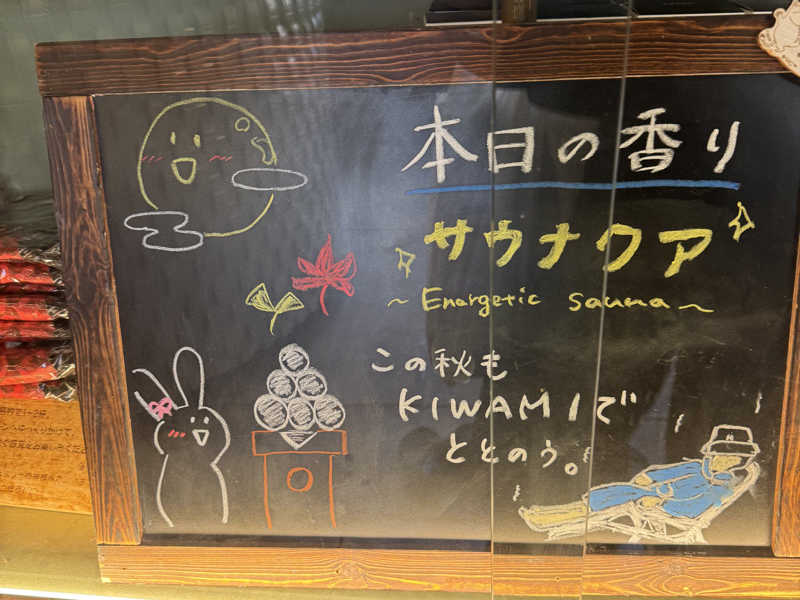 本日の香り
サウナクア
~ Energetic sauna ~
この秋も
KIWAMIで
ととのう。